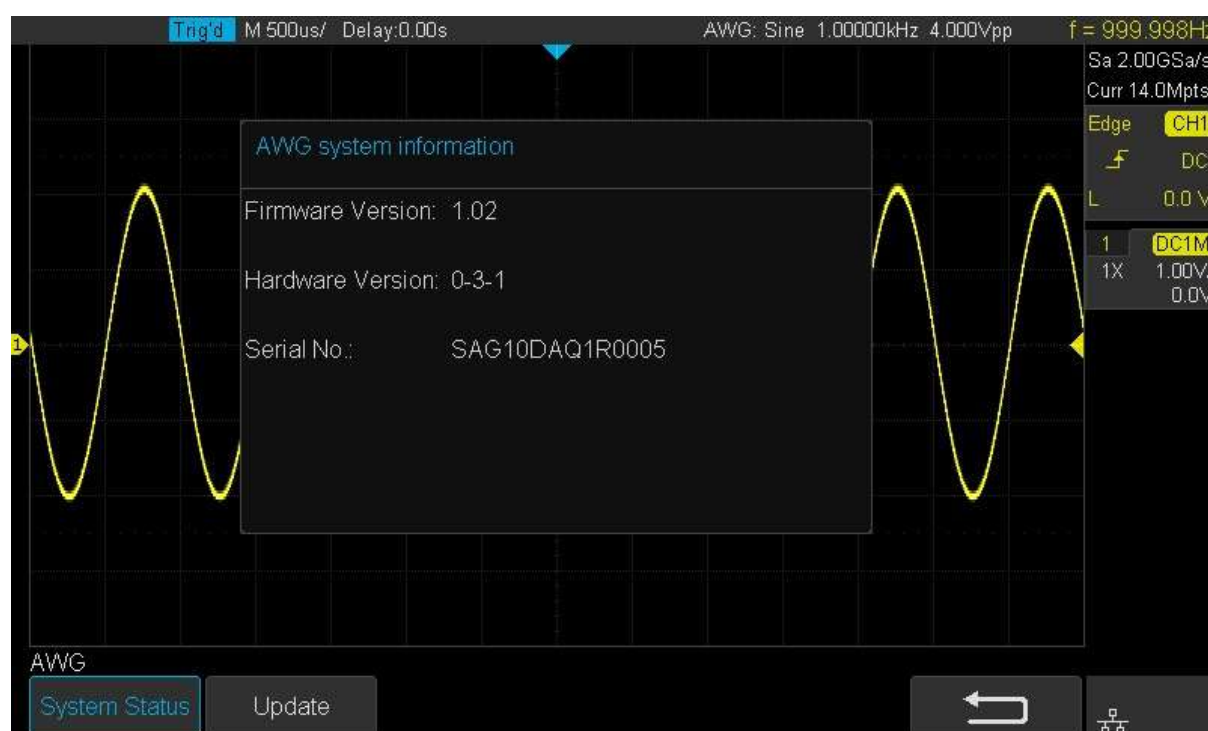 Trig'd M 500us/ Delay:0.00s AWG: Sine 1.00000kHz 4.000Vpp f = 999.998Hz
Sa 2.00GSa/s
Curr 14.0Mpts
Edge CH1
DC
L 0.0 V
1 DC1M
1X 1.00V/
0.0V
AWG system information
Firmware Version: 1.02
Hardware Version: 0-3-1
Serial No.: SAG10DAQ1R0005
1
AWG
System Status Update